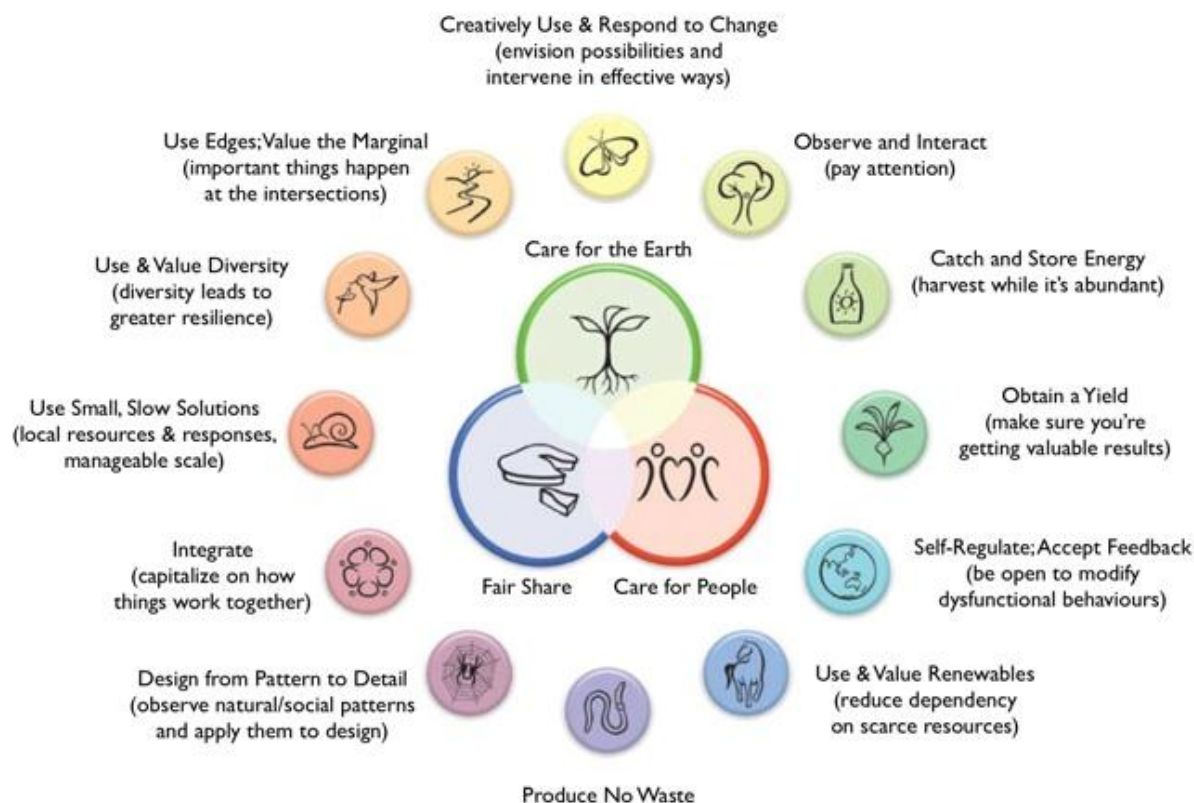 Creatively Use & Respond to Change
(envision possibilities and
intervene in effective ways)
Use Edges; Value the Marginal
(important things happen
at the intersections)
Observe and Interact
(pay attention)
Care for the Earth
Use & Value Diversity
(diversity leads to
greater resilience)
Catch and Store Energy
(harvest while it's abundant)
Use Small, Slow Solutions
(local resources & responses,
manageable scale)
Obtain a Yield
(make sure you're
getting valuable results)
Integrate
(capitalize on how
things work together)
Fair Share
Care for People
Self-Regulate; Accept Feedback
(be open to modify
dysfunctional behaviours)
Design from Pattern to Detail
(observe natural/social patterns
and apply them to design)
Use & Value Renewables
(reduce dependency
on scarce resources)
Produce No Waste